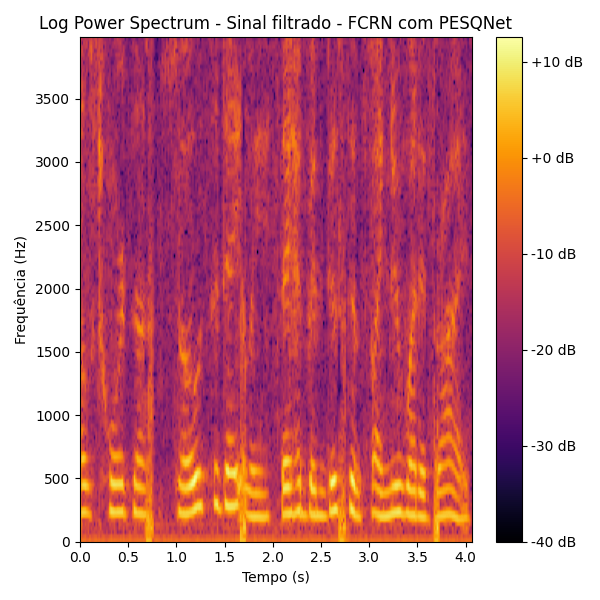 Log Power Spectrum - Sinal filtrado - FCRN com PESQNet
Frequência (Hz)
3500
3000
2500
2000
1500
1000
500
0
0.0 0.5 1.0 1.5 2.0 2.5 3.0 3.5 4.0
Tempo (s)
+10 dB
+0 dB
-10 dB
-20 dB
-30 dB
-40 dB